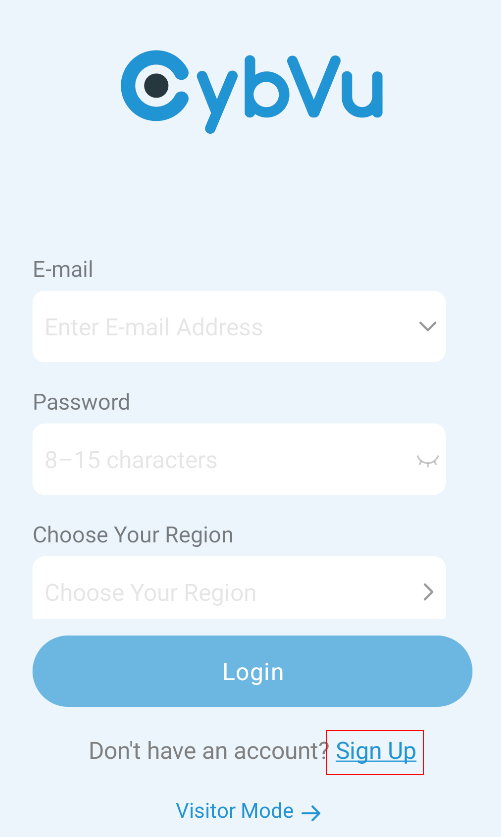 CybVu
E-mail
Enter E-mail Address
Password
8–15 characters
Choose Your Region
Choose Your Region
Login
Don't have an account? Sign Up
Visitor Mode